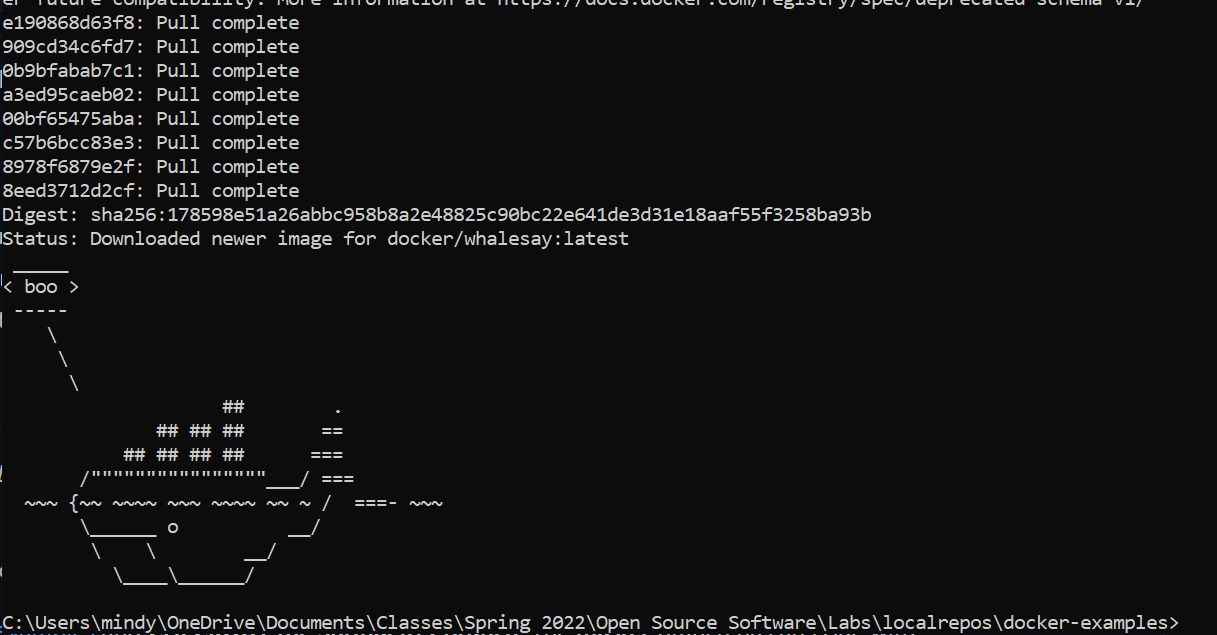 er future compatibility. More information at https://docs.docker.com/registry/spec/deprecated-schema-v1/
e190868d63f8: Pull complete
909cd34c6fd7: Pull complete
0b9bfabab7c1: Pull complete
a3ed95caeb02: Pull complete
00bf65475aba: Pull complete
c57b6bcc83e3: Pull complete
8978f6879e2f: Pull complete
8eed3712d2cf: Pull complete
Digest: sha256:178598e51a26abbc958b8a2e48825c90bc22e641de3d31e18aaf55f3258ba93b
Status: Downloaded newer image for docker/whalesay:latest
 _____
< boo >
 -----
    \
     \
      \
                    ##        .
              ## ## ##       ==
           ## ## ## ##      ===
       /""""""""""""""""___/ ===
  ~~~ {~~ ~~~~ ~~~ ~~~~ ~~ ~ /  ===- ~~~
       \______ o          __/
        \    \        __/
          \____\______/
C:\Users\mindy\OneDrive\Documents\Classes\Spring 2022\Open Source Software\Labs\localrepos\docker-examples>